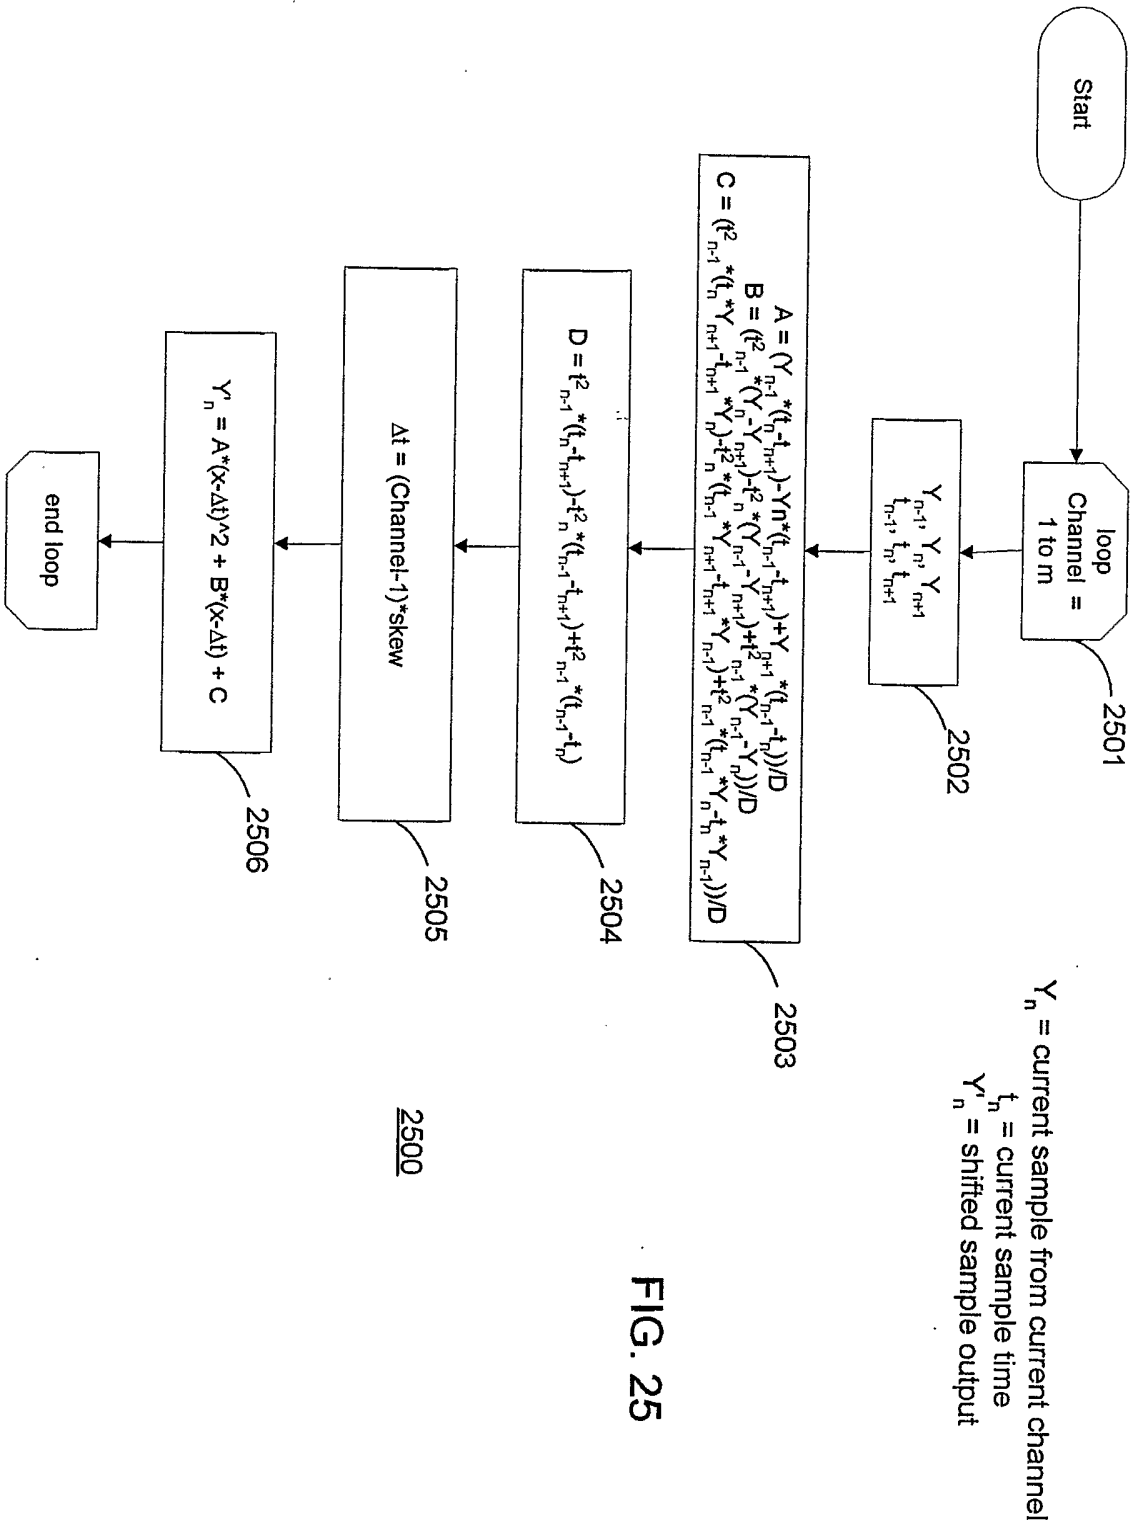 Start
loop
Channel =
1 to m
2501
Yn-1, Yn, Yn+1
tn-1, tn, tn+1
2502
A = (Yn-1*(tn-tn+1)-Yn*(tn-1-tn+1)+Yn+1*(tn-1-tn))/D
B = (t²n-1*(Yn-Yn+1)-t²n*(Yn-1-Yn+1)+t²n-1*(Yn-1-Yn))/D
C = (t²n-1*(tn*Yn+1-tn+1*Yn)-t²n*(tn-1*Yn+1-tn+1*Yn-1)+t²n-1*(tn-1*Yn-tn*Yn-1))/D
2503
D = t²n-1*(tn-tn+1)-t²n*(tn-1-tn+1)+t²n-1*(tn-1-tn)
2504
Δt = (Channel-1)*skew
2505
Y'n = A*(x-Δt)^2 + B*(x-Δt) + C
2506
end loop
Yn = current sample from current channel
tn = current sample time
Y'n = shifted sample output
2500
FIG. 25